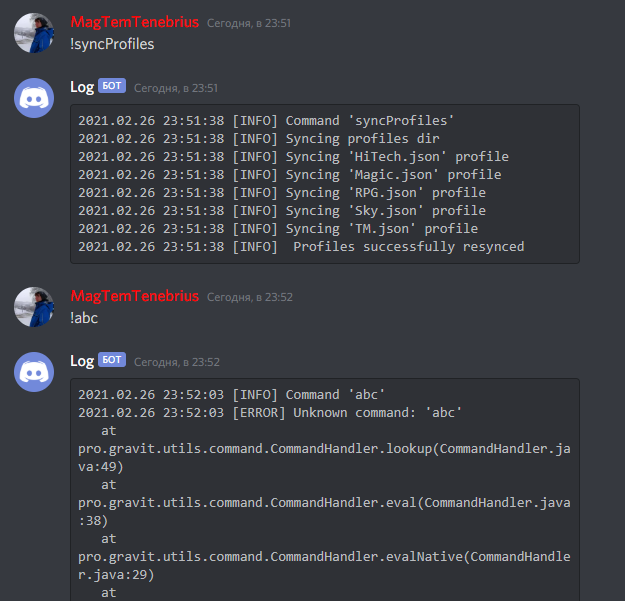 MagTemTenebrius Сегодня, в 23:51
!syncProfiles
Log БОТ Сегодня, в 23:51
2021.02.26 23:51:38 [INFO] Command 'syncProfiles'
2021.02.26 23:51:38 [INFO] Syncing profiles dir
2021.02.26 23:51:38 [INFO] Syncing 'HiTech.json' profile
2021.02.26 23:51:38 [INFO] Syncing 'Magic.json' profile
2021.02.26 23:51:38 [INFO] Syncing 'RPG.json' profile
2021.02.26 23:51:38 [INFO] Syncing 'Sky.json' profile
2021.02.26 23:51:38 [INFO] Syncing 'TM.json' profile
2021.02.26 23:51:38 [INFO]  Profiles successfully resynced
MagTemTenebrius Сегодня, в 23:52
!abc
Log БОТ Сегодня, в 23:52
2021.02.26 23:52:03 [INFO] Command 'abc'
2021.02.26 23:52:03 [ERROR] Unknown command: 'abc'
at
pro.gravit.utils.command.CommandHandler.lookup(CommandHandler.ja
va:49)
at
pro.gravit.utils.command.CommandHandler.eval(CommandHandler.java
:38)
at
pro.gravit.utils.command.CommandHandler.evalNative(CommandHandle
r.java:29)
at